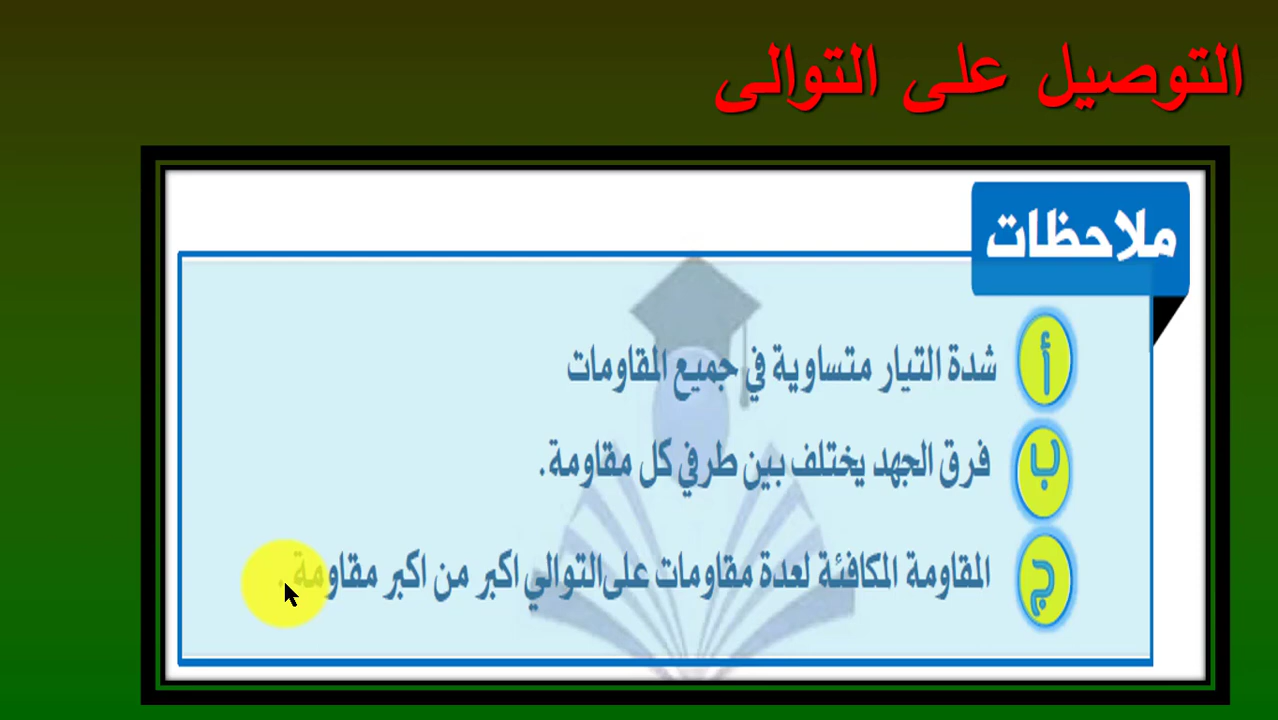 التوصيل على التوالى
ملاحظات
أ شدة التيار متساوية في جميع المقاومات
ب فرق الجهد يختلف بين طرفي كل مقاومة.
ج المقاومة المكافئة لعدة مقاومات على التوالي اكبر من اكبر مقاومة .